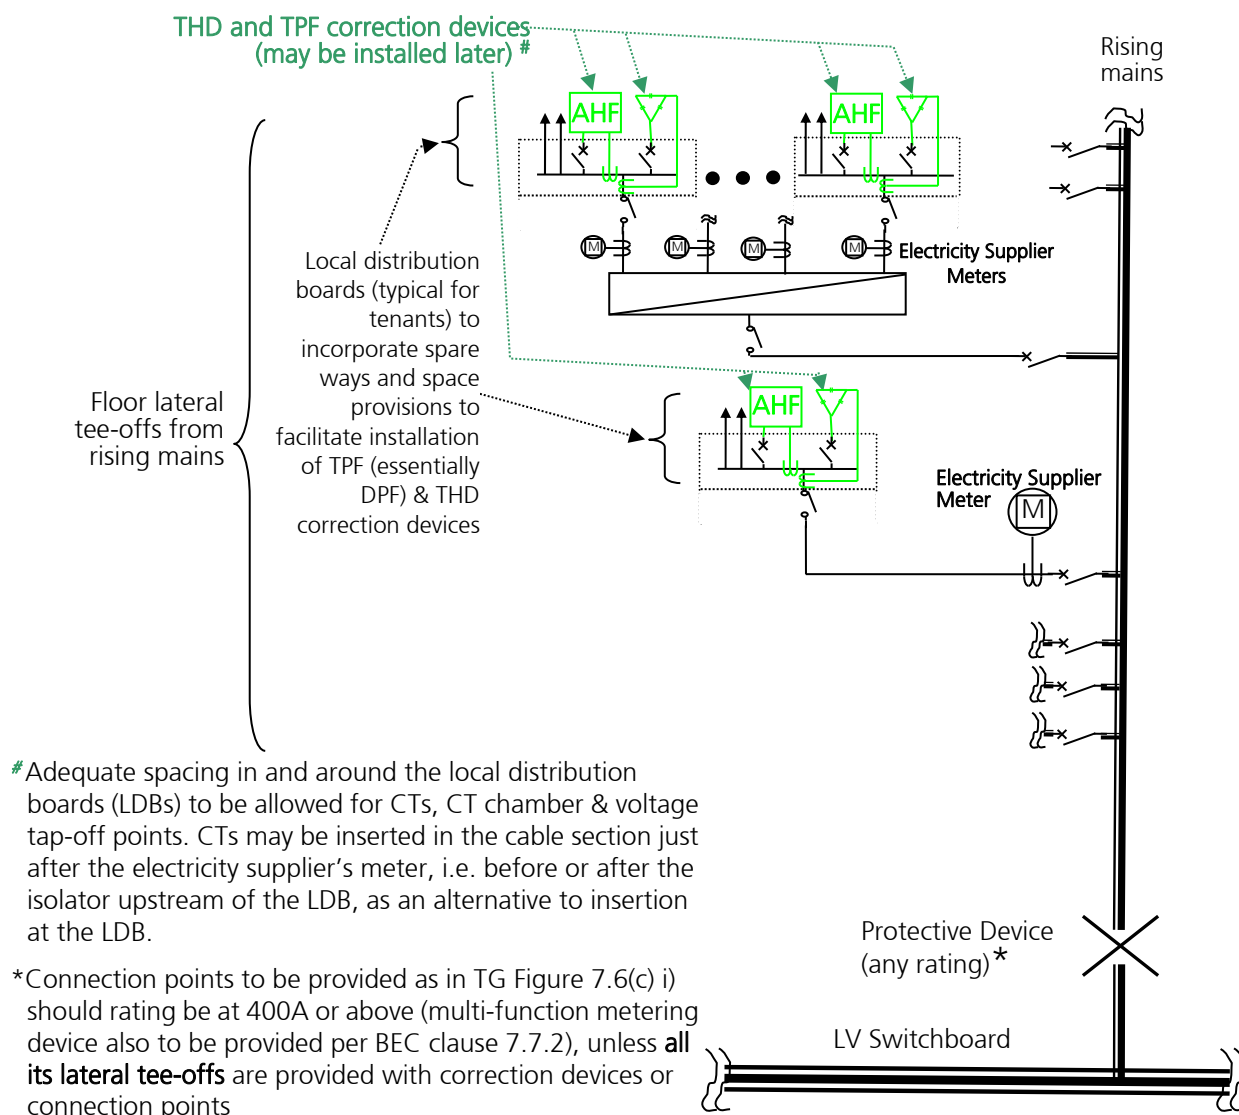 THD and TPF correction devices
(may be installed later) #
Rising
mains
AHF
AHF
M
M
M
M
Electricity Supplier
Meters
Local distribution
boards (typical for
tenants) to
incorporate spare
ways and space
provisions to
facilitate installation
of TPF (essentially
DPF) & THD
correction devices
Floor lateral
tee-offs from
rising mains
AHF
Electricity Supplier
Meter
M
#Adequate spacing in and around the local distribution
boards (LDBs) to be allowed for CTs, CT chamber & voltage
tap-off points. CTs may be inserted in the cable section just
after the electricity supplier’s meter, i.e. before or after the
isolator upstream of the LDB, as an alternative to insertion
at the LDB.
Protective Device
(any rating)*
*Connection points to be provided as in TG Figure 7.6(c) i)
should rating be at 400A or above (multi-function metering
device also to be provided per BEC clause 7.7.2), unless all
its lateral tee-offs are provided with correction devices or
connection points
LV Switchboard